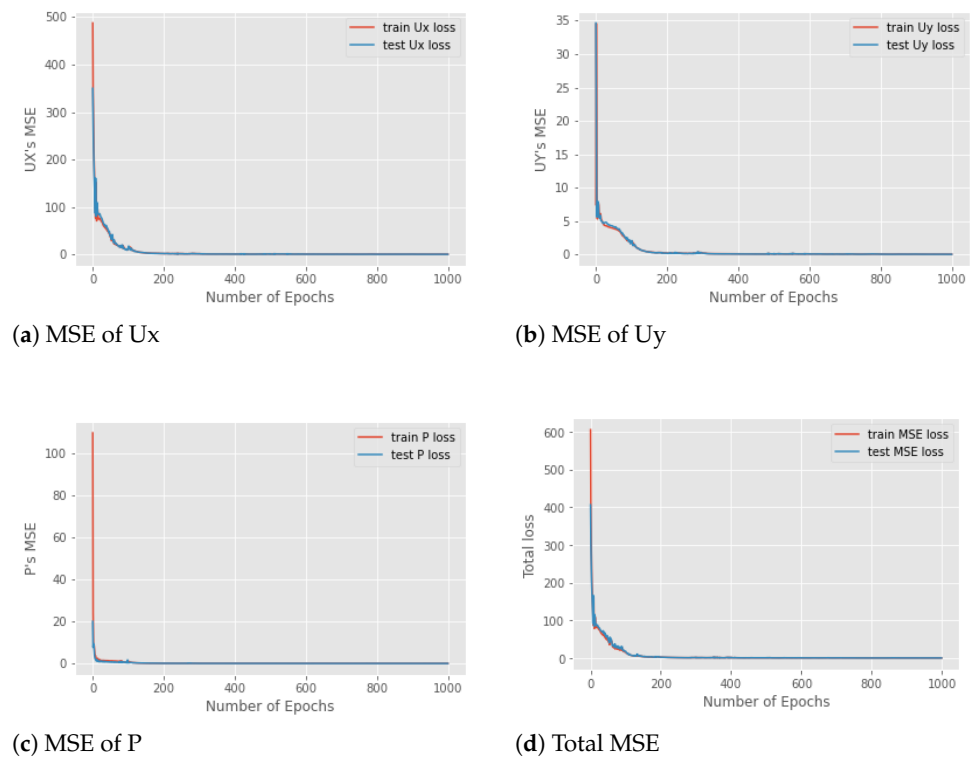 500
400
300
200
100
0
UX's MSE
train Ux loss
test Ux loss
0 200 400 600 800 1000
Number of Epochs
(a) MSE of Ux
35
30
25
20
15
10
5
0
UY's MSE
train Uy loss
test Uy loss
0 200 400 600 800 1000
Number of Epochs
(b) MSE of Uy
100
80
60
40
20
0
P's MSE
train P loss
test P loss
0 200 400 600 800 1000
Number of Epochs
(c) MSE of P
600
500
400
300
200
100
0
Total loss
train MSE loss
test MSE loss
0 200 400 600 800 1000
Number of Epochs
(d) Total MSE